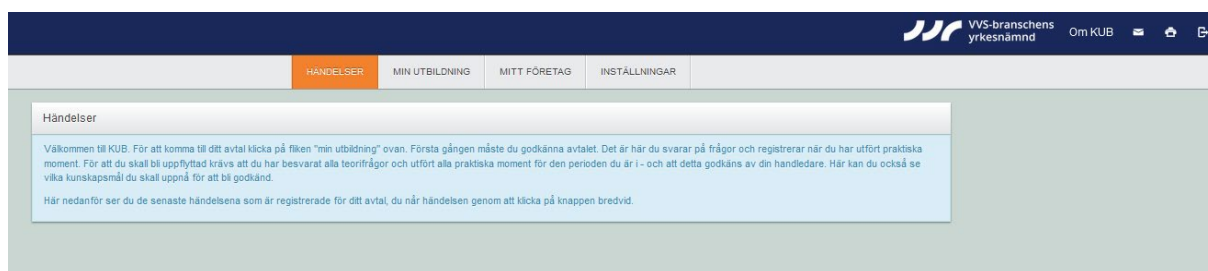 VVS-branschens
yrkesnämnd
Om KUB
HÄNDELSER MIN UTBILDNING MITT FÖRETAG INSTÄLLNINGAR
Händelser
Välkommen till KUB. För att komma till ditt avtal klicka på fliken "min utbildning" ovan. Första gången måste du godkänna avtalet. Det är här du svarar på frågor och registrerar när du har utfört praktiska
moment. För att du skall bli uppflyttad krävs att du har besvarat alla teorifrågor och utfört alla praktiska moment för den perioden du är i - och att detta godkäns av din handledare. Här kan du också se
vilka kunskapsmål du skall uppnå för att bli godkänd.
Här nedanför ser du de senaste händelsena som är registrerade för ditt avtal, du når händelsen genom att klicka på knappen bredvid.